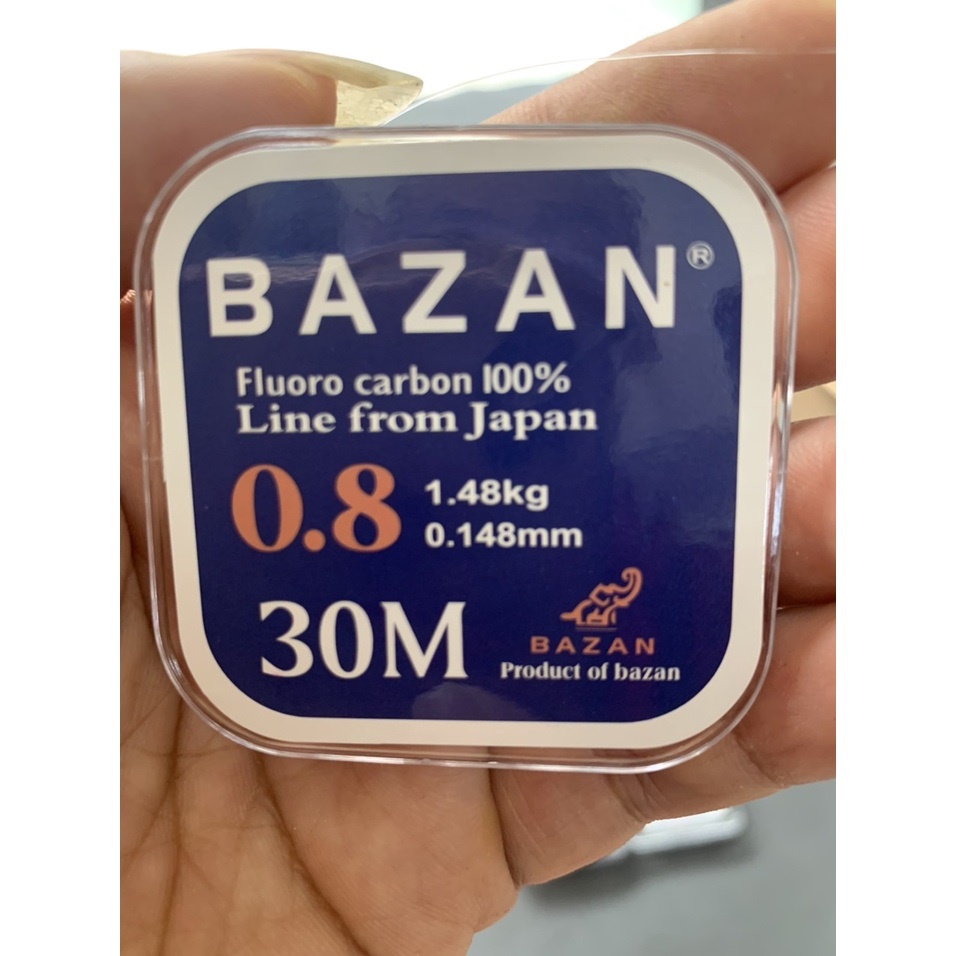 BAZAN®
Fluoro carbon 100%
Line from Japan
0.8
1.48kg
0.148mm
30M
BAZAN
Product of bazan